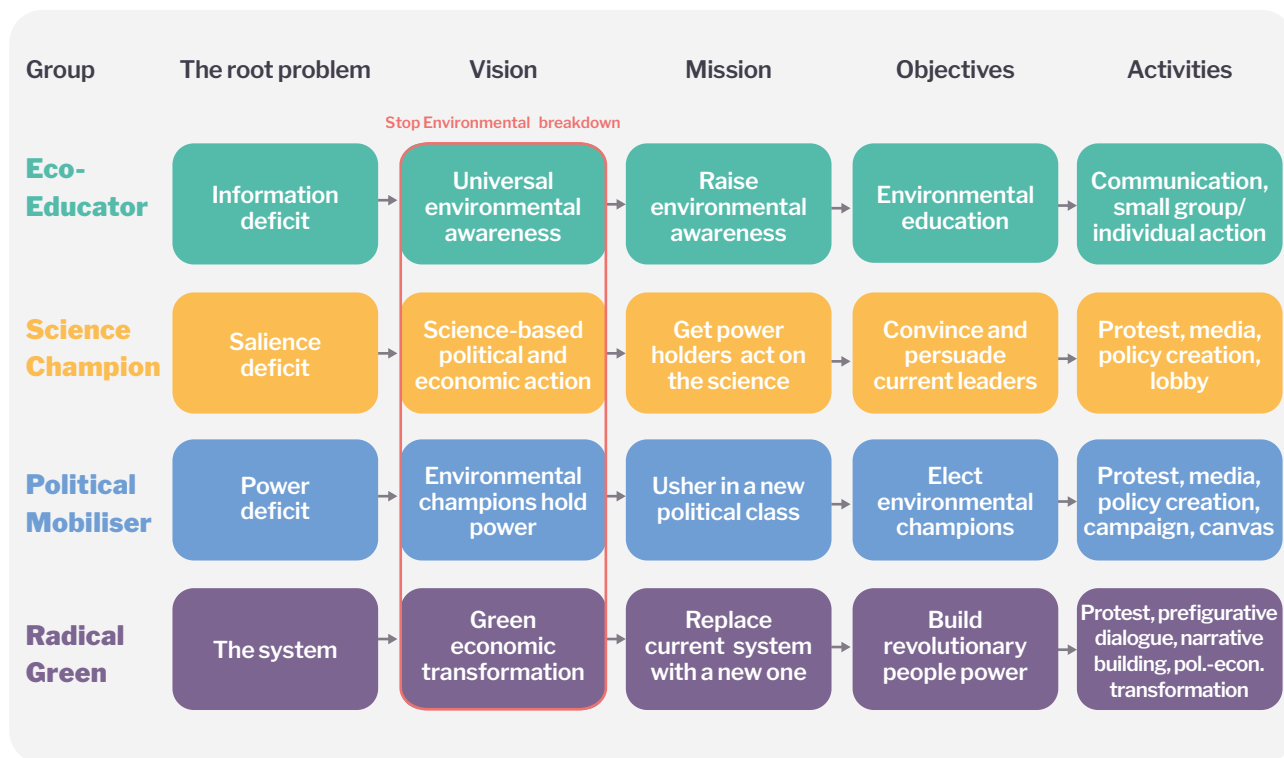 Group
The root problem
Vision
Mission
Objectives
Activities
Stop Environmental breakdown
Eco-
Educator
Information
deficit
Universal
environmental
awareness
Raise
environmental
awareness
Environmental
education
Communication,
small group/
individual action
Science
Champion
Salience
deficit
Science-based
political and
economic action
Get power
holders act on
the science
Convince and
persuade
current leaders
Protest, media,
policy creation,
lobby
Political
Mobiliser
Power
deficit
Environmental
champions hold
power
Usher in a new
political class
Elect
environmental
champions
Protest, media,
policy creation,
campaign, canvas
Radical
Green
The system
Green
economic
transformation
Replace
current system
with a new one
Build
revolutionary
people power
Protest, prefigurative
dialogue, narrative
building, pol.-econ.
transformation